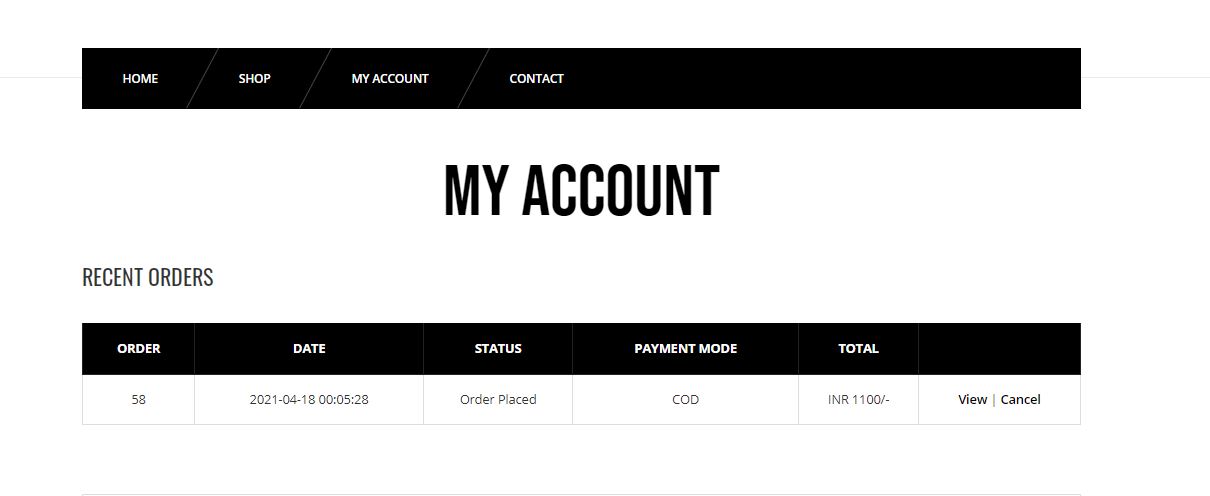 HOME SHOP MY ACCOUNT CONTACT
MY ACCOUNT
RECENT ORDERS
ORDER DATE STATUS PAYMENT MODE TOTAL
58 2021-04-18 00:05:28 Order Placed COD INR 1100/- View | Cancel